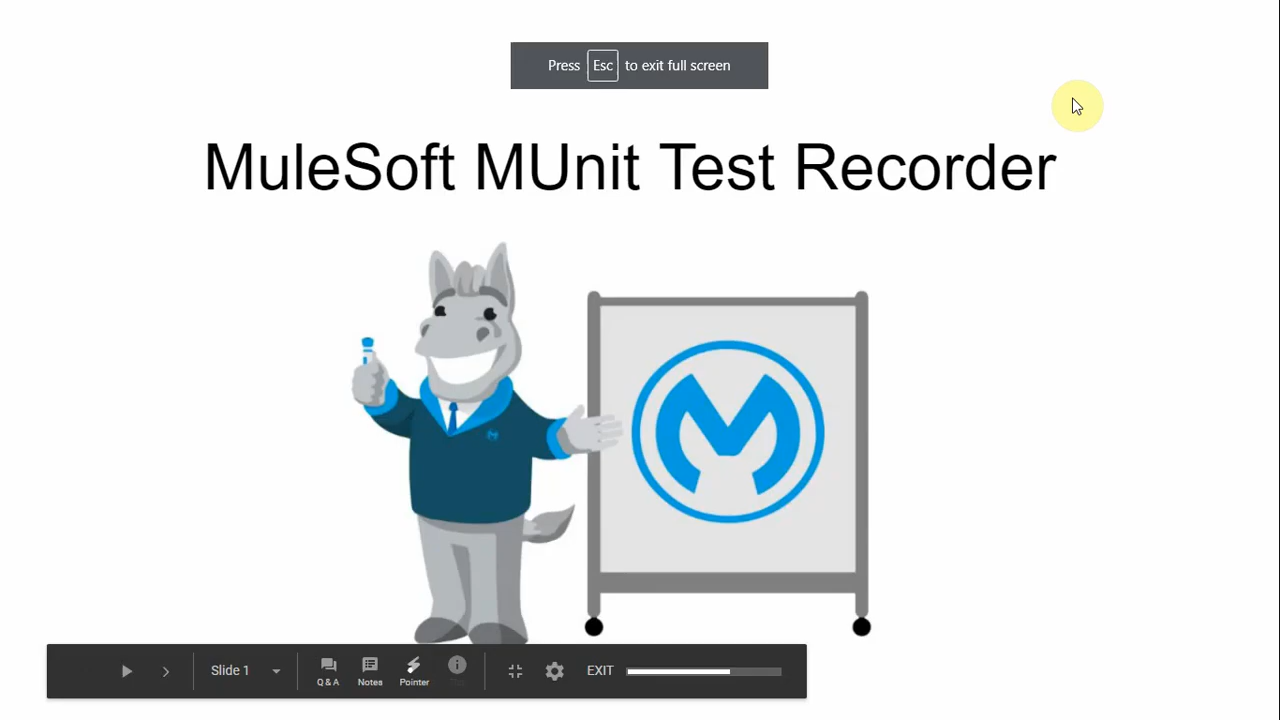 Press Esc to exit full screen
MuleSoft MUnit Test Recorder
Slide 1
Q & A
Notes
Pointer
EXIT